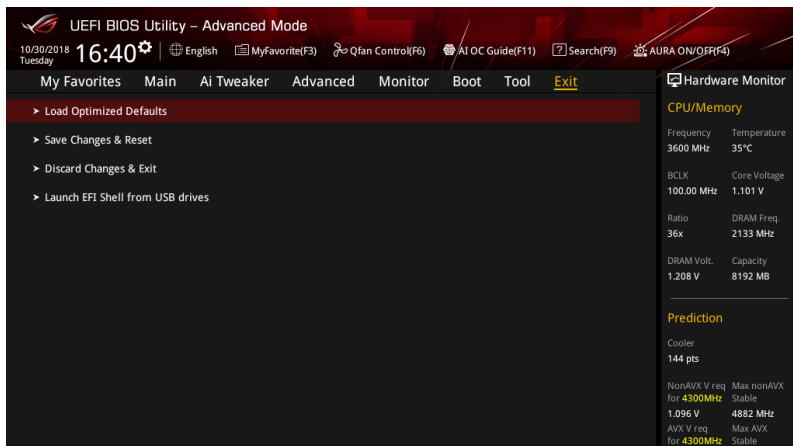 UEFI BIOS Utility – Advanced Mode
10/30/2018
Tuesday
16:40
English
MyFavorite(F3)
Qfan Control(F6)
AI OC Guide(F11)
Search(F9)
AURA ON/OFF(F4)
My Favorites Main Ai Tweaker Advanced Monitor Boot Tool Exit
Load Optimized Defaults
Save Changes & Reset
Discard Changes & Exit
Launch EFI Shell from USB drives
Hardware Monitor
CPU/Memory
Frequency Temperature
3600 MHz 35°C
BCLK Core Voltage
100.00 MHz 1.101 V
Ratio DRAM Freq.
36x 2133 MHz
DRAM Volt. Capacity
1.208 V 8192 MB
Prediction
Cooler
144 pts
NonAVX V req Max nonAVX
for 4300MHz Stable
1.096 V 4882 MHz
AVX V req Max AVX
for 4300MHz Stable